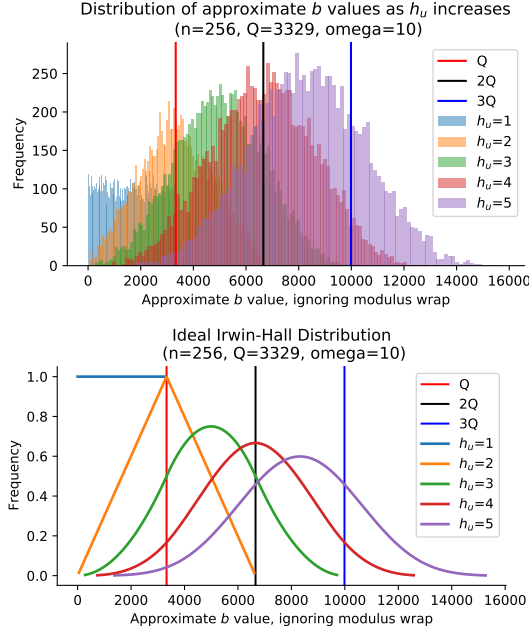 Distribution of approximate b values as h_u increases
(n=256, Q=3329, omega=10)
Frequency
250
200
150
100
50
0
0 2000 4000 6000 8000 10000 12000 14000 16000
Approximate b value, ignoring modulus wrap
Q
2Q
3Q
h_u=1
h_u=2
h_u=3
h_u=4
h_u=5
Ideal Irwin-Hall Distribution
(n=256, Q=3329, omega=10)
Frequency
1.0
0.8
0.6
0.4
0.2
0.0
0 2000 4000 6000 8000 10000 12000 14000 16000
Approximate b value, ignoring modulus wrap
Q
2Q
3Q
h_u=1
h_u=2
h_u=3
h_u=4
h_u=5